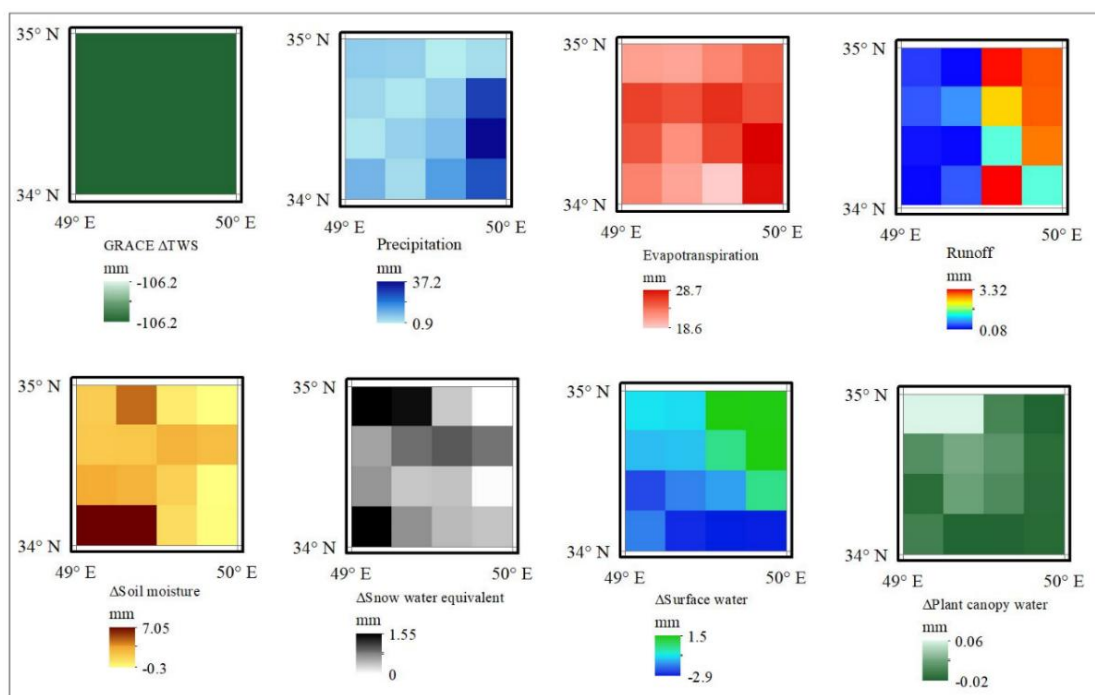 35° N
34° N
49° E 50° E
GRACE ΔTWS
mm
-106.2
-106.2
35° N
34° N
49° E 50° E
Precipitation
mm
37.2
0.9
35° N
34° N
49° E 50° E
Evapotranspiration
mm
28.7
18.6
35° N
34° N
49° E 50° E
Runoff
mm
3.32
0.08
35° N
34° N
49° E 50° E
ΔSoil moisture
mm
7.05
-0.3
35° N
34° N
49° E 50° E
ΔSnow water equivalent
mm
1.55
0
35° N
34° N
49° E 50° E
ΔSurface water
mm
1.5
-2.9
35° N
34° N
49° E 50° E
ΔPlant canopy water
mm
0.06
-0.02